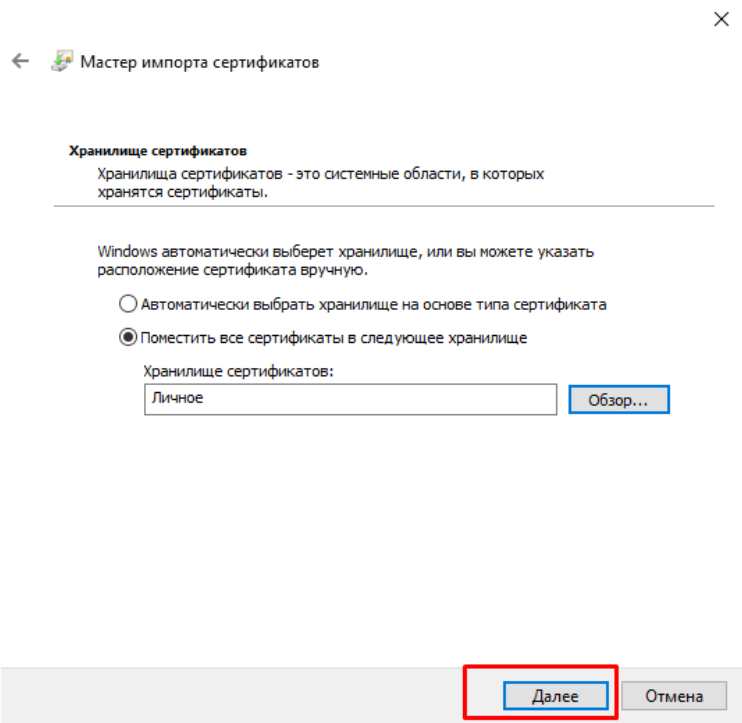 Мастер импорта сертификатов
Хранилище сертификатов
Хранилища сертификатов - это системные области, в которых
хранятся сертификаты.
Windows автоматически выберет хранилище, или вы можете указать
расположение сертификата вручную.
Автоматически выбрать хранилище на основе типа сертификата
Поместить все сертификаты в следующее хранилище
Хранилище сертификатов:
Личное
Обзор...
Далее
Отмена